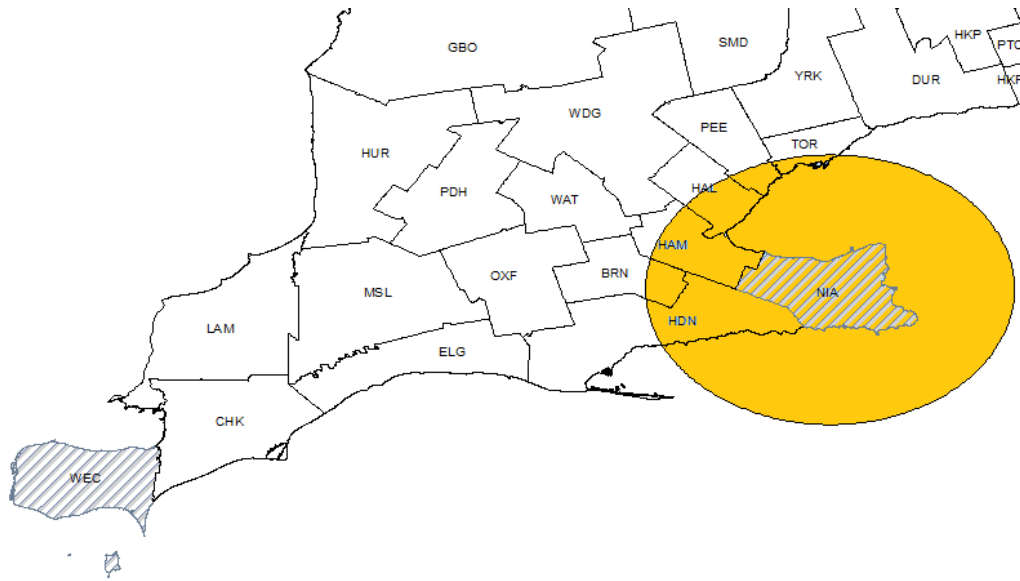 GBO
SMD
HKP
PTC
YRK
DUR
HKP
WDG
PEE
TOR
HUR
PDH
WAT
HAL
HAM
BRN
OXF
MSL
NIA
HDN
LAM
ELG
CHK
WEC